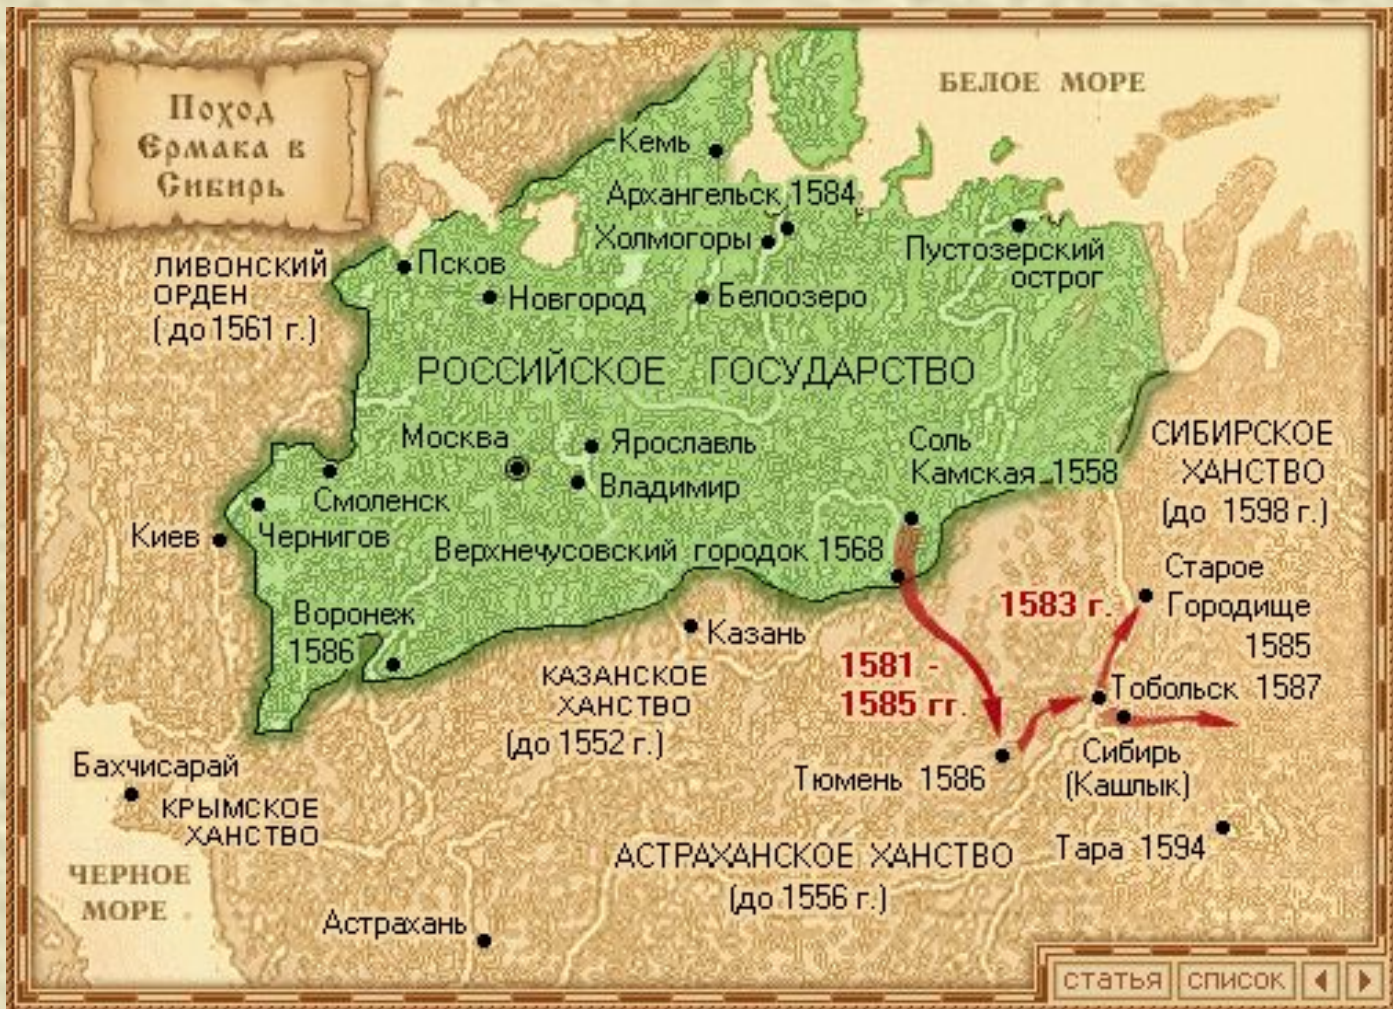 Поход
Ермака в
Сибирь
БЕЛОЕ МОРЕ
Кемь
Архангельск 1584
Холмогоры
Пустозерский
острог
ЛИВОНСКИЙ
ОРДЕН
( до 1561 г.)
Псков
Новгород
Белоозеро
РОССИЙСКОЕ ГОСУДАРСТВО
Москва
Ярославль
Владимир
Соль
Камская 1558
СИБИРСКОЕ
ХАНСТВО
(до 1598 г.)
Смоленск
Киев
Чернигов
Верхнечусовский городок 1568
Старое
Городище
1585
1583 г.
Воронеж
1586
Казань
КАЗАНСКОЕ
ХАНСТВО
(до 1552 г.)
1581 -
1585 гг.
Тобольск 1587
Сибирь
(Кашлык)
Тюмень 1586
Бахчисарай
КРЫМСКОЕ
ХАНСТВО
АСТРАХАНСКОЕ ХАНСТВО
(до 1556 г.)
Тара 1594
ЧЕРНОЕ
МОРЕ
Астрахань
статья
список